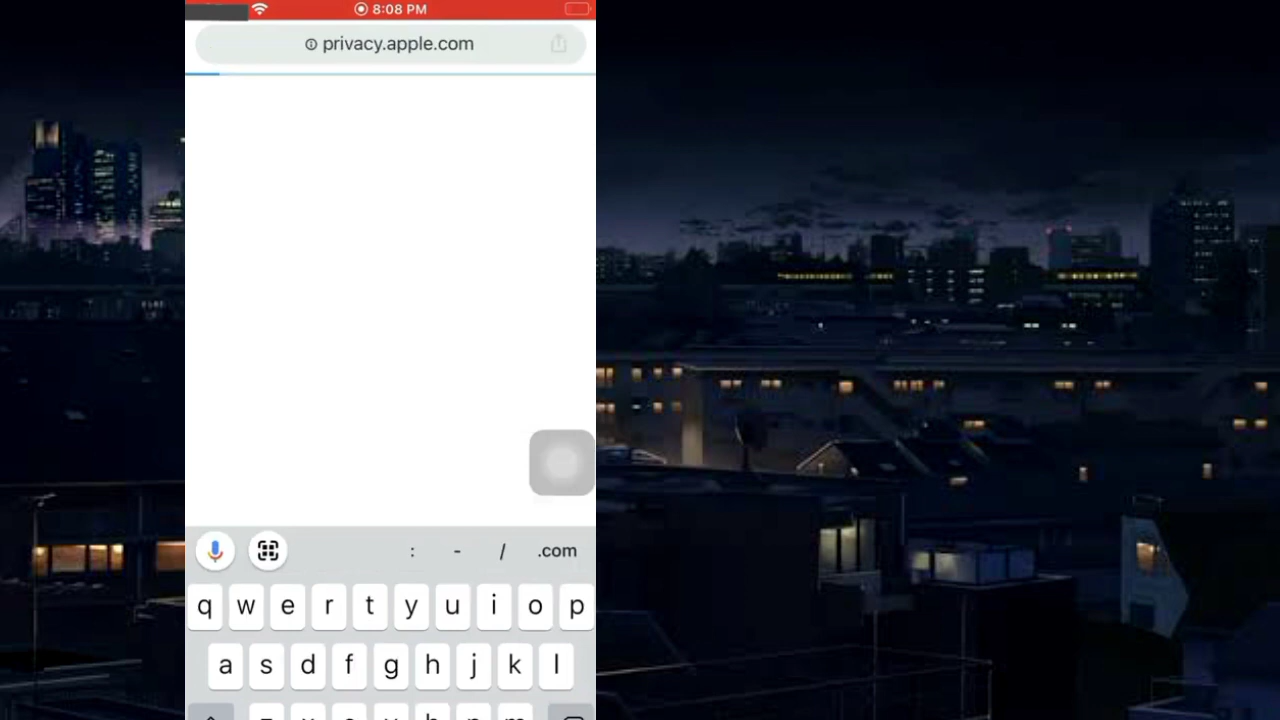 8:08 PM
privacy.apple.com
: - / .com
q w e r t y u i o p
a s d f g h j k l